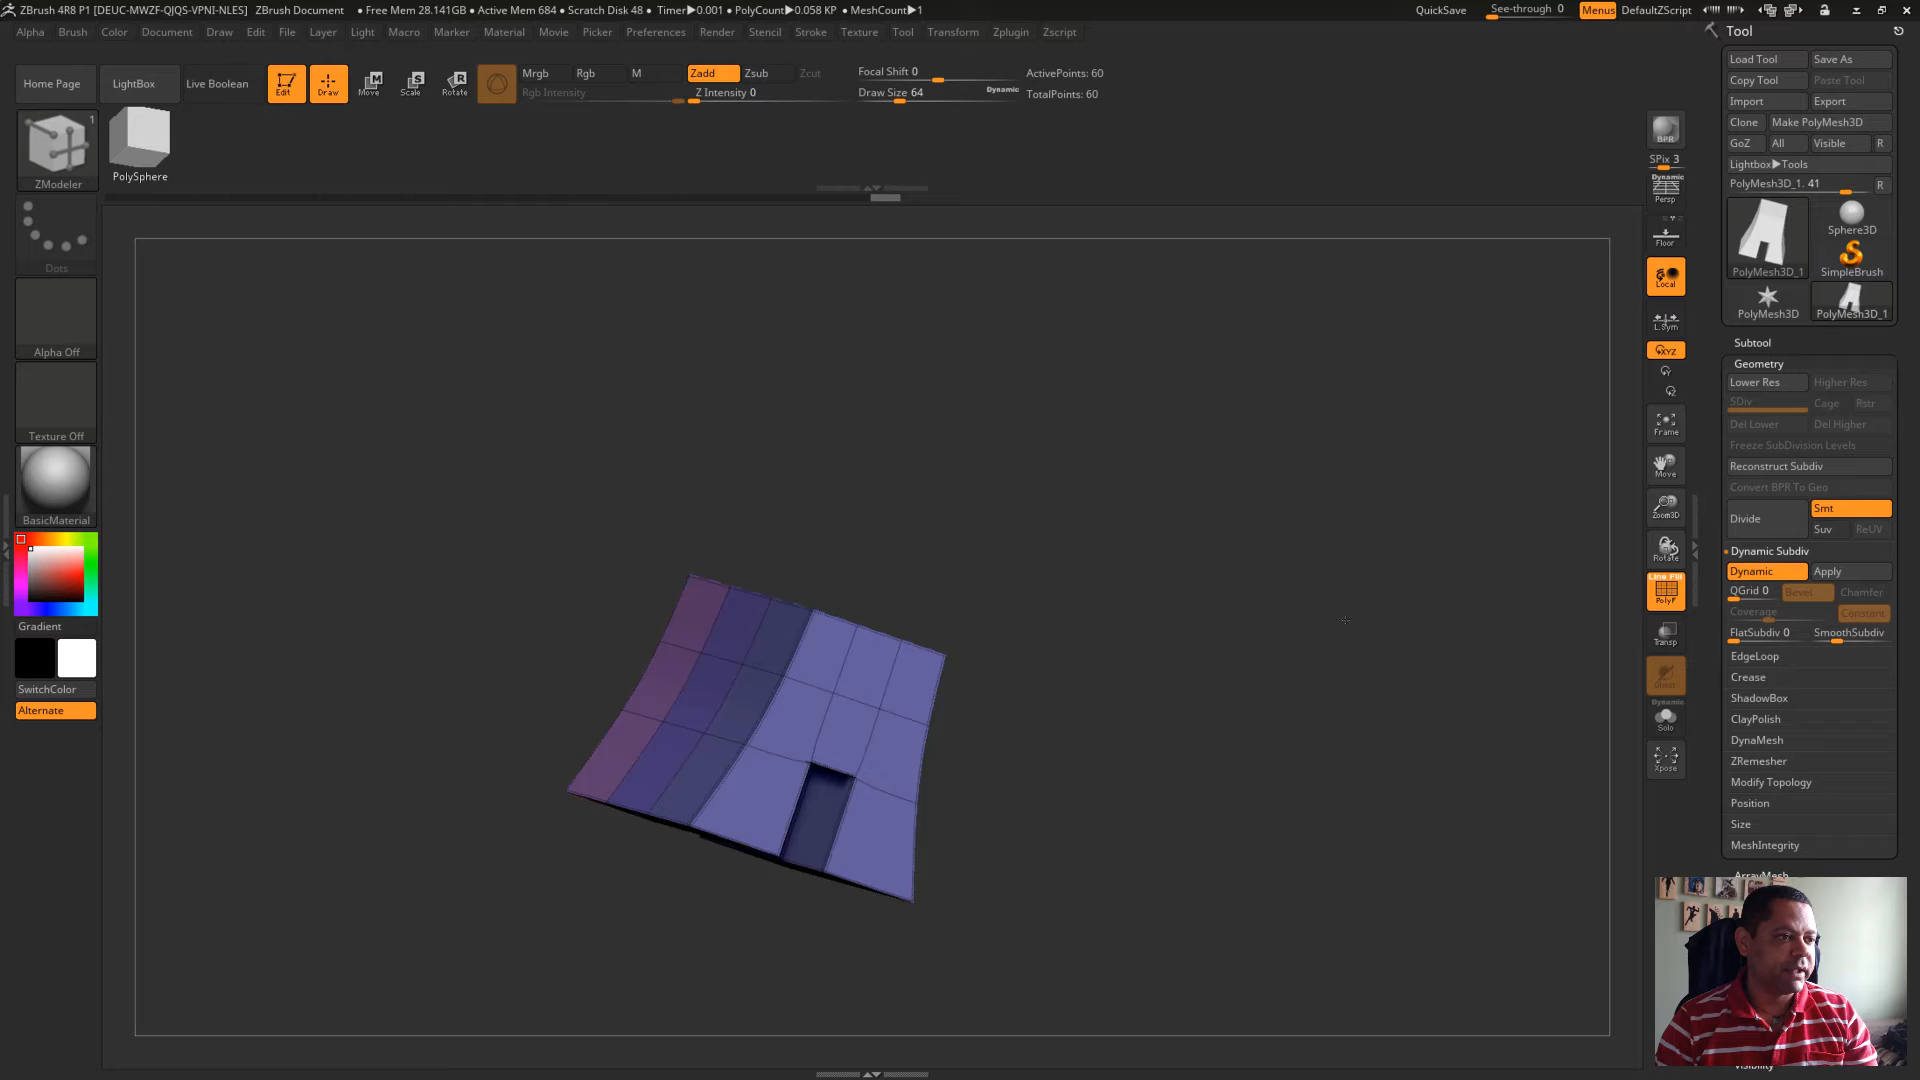 ZBrush 4R8 P1 [DEUC-MWZF-QJQS-VPNI-NLES] ZBrush Document • Free Mem 28.141GB • Active Mem 684 • Scratch Disk 48 • Timer▶0.001 • PolyCount▶0.058 KP • MeshCount▶1 QuickSave See-through 0 Menus DefaultZScript
Alpha Brush Color Document Draw Edit File Layer Light Macro Marker Material Movie Picker Preferences Render Stencil Stroke Texture Tool Transform Zplugin Zscript
Home Page LightBox Live Boolean Edit Draw Move Scale Rotate
Mrgb Rgb M Zadd Zsub Zcut
Rgb Intensity Z Intensity 0
Focal Shift 0
Draw Size 64 Dynamic
ActivePoints: 60
TotalPoints: 60
1
ZModeler
PolySphere
Dots
Alpha Off
Texture Off
BasicMaterial
Gradient
SwitchColor
Alternate
BPR
SPix 3
Dynamic
Persp
Floor
Local
L.Sym
XYZ
Frame
Move
Zoom3D
Rotate
Line Fill
PolyF
Transp
Ghost
Dynamic
Solo
Xpose
Tool
Load Tool Save As
Copy Tool Paste Tool
Import Export
Clone Make PolyMesh3D
GoZ All Visible R
Lightbox▶Tools
PolyMesh3D_1. 41 R
PolyMesh3D_1
Sphere3D
SimpleBrush
PolyMesh3D
PolyMesh3D_1
Subtool
Geometry
Lower Res Higher Res
SDiv Cage Rstr
Del Lower Del Higher
Freeze SubDivision Levels
Reconstruct Subdiv
Convert BPR To Geo
Divide Smt
Suv ReUV
Dynamic Subdiv
Dynamic Apply
QGrid 0 Bevel Chamfer
Coverage Constant
FlatSubdiv 0 SmoothSubdiv
EdgeLoop
Crease
ShadowBox
ClayPolish
DynaMesh
ZRemesher
Modify Topology
Position
Size
MeshIntegrity
ArrayMesh
Visibility